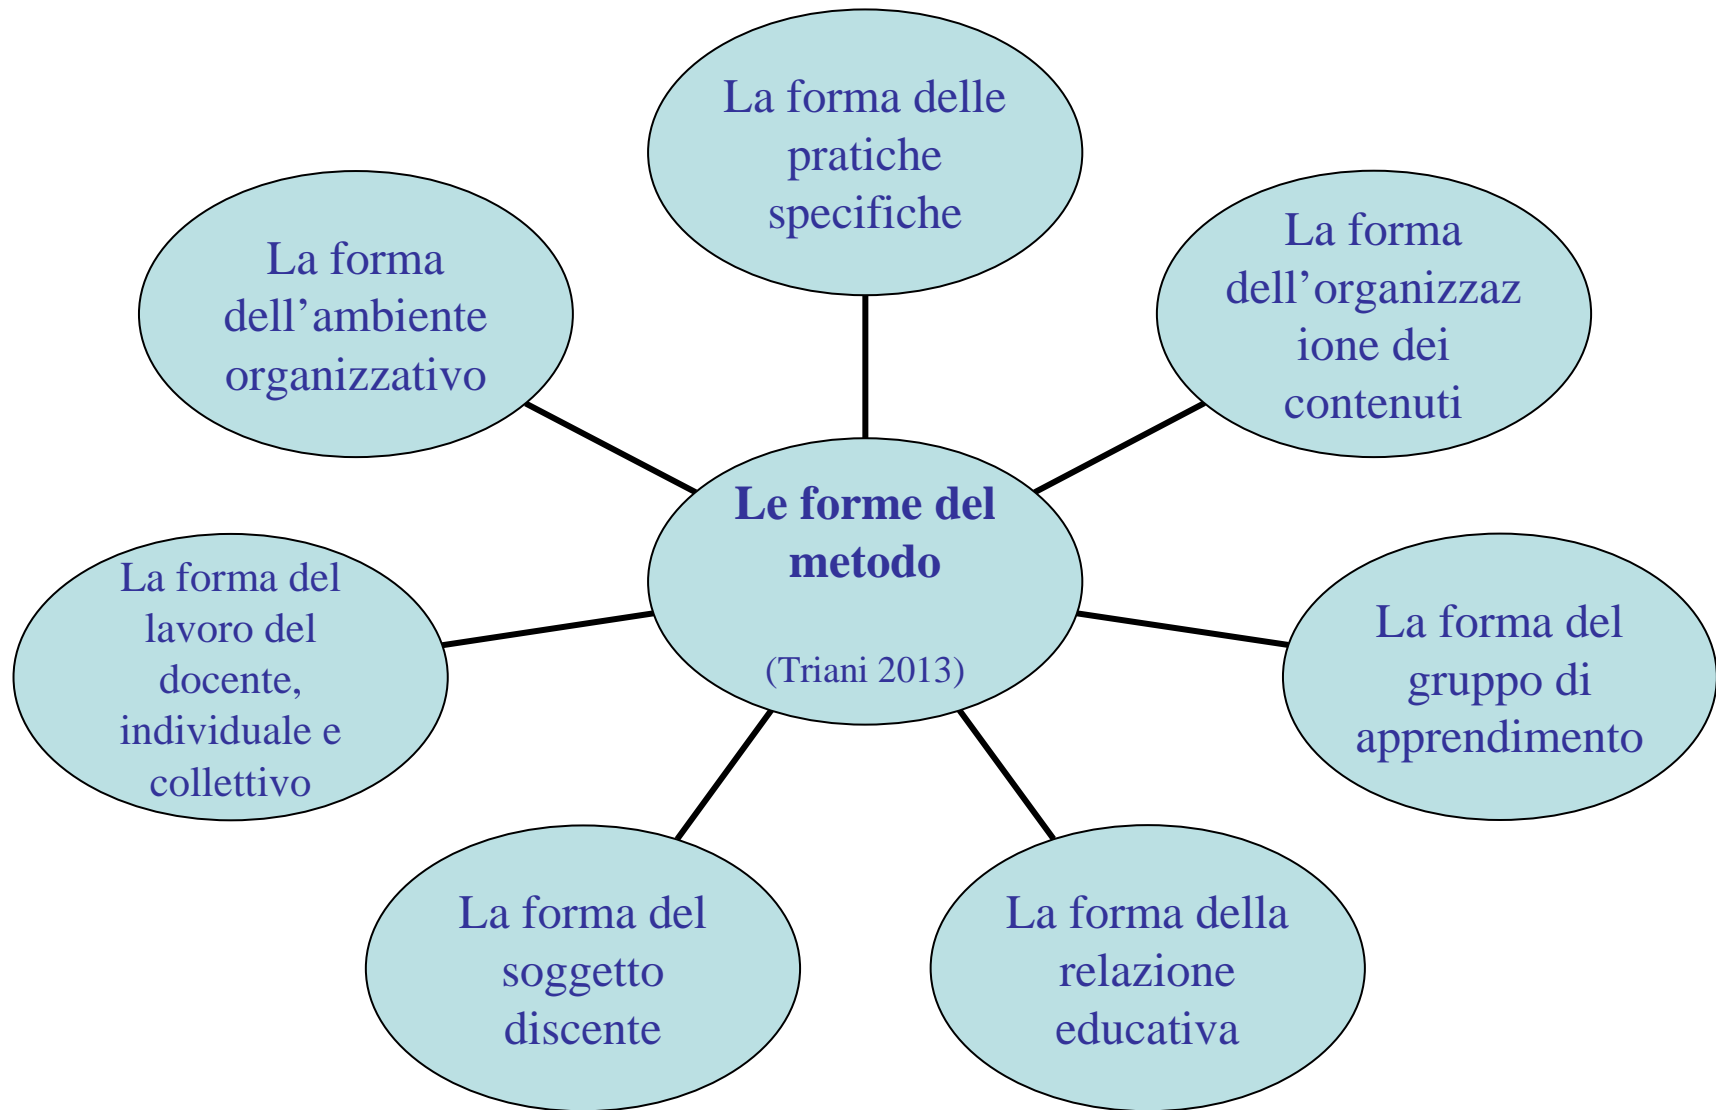 La forma delle
pratiche
specifiche
La forma
dell’organizzaz
ione dei
contenuti
La forma
dell’ambiente
organizzativo
Le forme del
metodo
(Triani 2013)
La forma del
lavoro del
docente,
individuale e
collettivo
La forma del
gruppo di
apprendimento
La forma del
soggetto
discente
La forma della
relazione
educativa